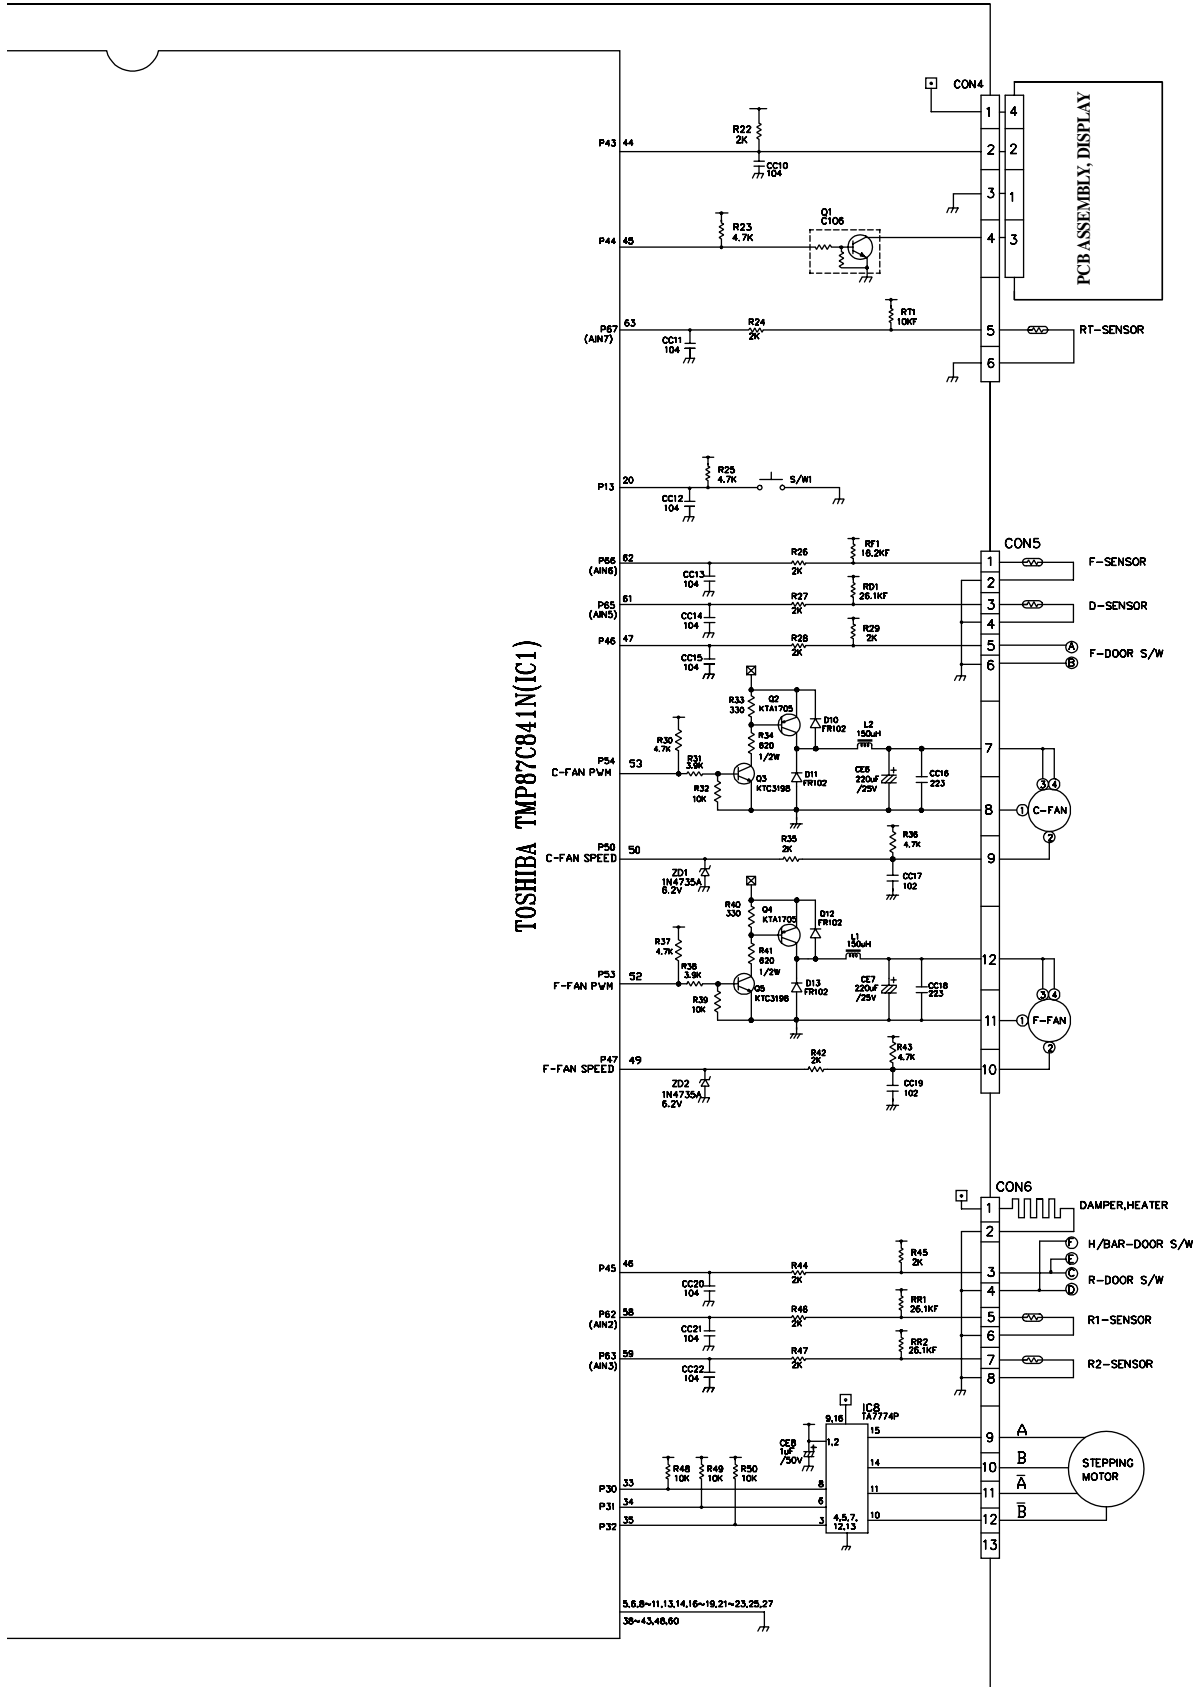 CON4
1 4
PCB ASSEMBLY, DISPLAY
R22
2K
P43 44
2 2
CC10
104
3 1
Q1
C106
R23
4.7K
P44 45
4 3
RT1
10KF
P67 63
(AIN7)
R24
2K
5
RT-SENSOR
CC11
104
6
R25
4.7K
P13 20
S/W1
CC12
104
CON5
RF1
16.2KF
P66 62
(AIN6)
R26
2K
1
F-SENSOR
CC13
104
2
RD1
26.1KF
P65 61
(AIN5)
R27
2K
3
D-SENSOR
CC14
104
4
R29
2K
P46 47
R28
2K
5
A
F-DOOR S/W
CC15
104
6
B
TOSHIBA TMP87C841N(IC1)
R33
330
Q2
KTA1705
D10
FR102
L2
150uH
R30
4.7K
R34
620
1/2W
7
P54
C-FAN PWM
53
R31
3.9K
Q3
KTC3198
D11
FR102
CE6
220uF
/25V
+
CC16
223
R32
10K
3 4
8
1 C-FAN
2
P50
C-FAN SPEED
50
R35
2K
R36
4.7K
9
ZD1
1N4735A
6.2V
CC17
102
R40
330
Q4
KTA1705
D12
FR102
L1
150uH
R37
4.7K
R41
620
1/2W
12
P53
F-FAN PWM
52
R38
3.9K
Q5
KTC3198
D13
FR102
CE7
220uF
/25V
+
CC18
223
R39
10K
3 4
11
1 F-FAN
2
P47
F-FAN SPEED
49
R42
2K
R43
4.7K
10
ZD2
1N4735A
6.2V
CC19
102
CON6
1
DAMPER,HEATER
2
F
H/BAR-DOOR S/W
E
R45
2K
P45 46
R44
2K
3
C
R-DOOR S/W
CC20
104
4
D
RR1
26.1KF
P62 58
(AIN2)
R46
2K
5
R1-SENSOR
CC21
104
6
RR2
26.1KF
P63 59
(AIN3)
R47
2K
7
R2-SENSOR
CC22
104
8
IC8
TA7774P
9,16
1,2
CE8
1uF
/50V
+
15
9
A
14
10
B
STEPPING
MOTOR
R48
10K
R49
10K
R50
10K
P30 33
8
11
11
A̅
P31 34
6
P32 35
3
4,5,7,
12,13
10
12
B̅
13
5,6,8~11,13,14,16~19,21~23,25,27
38~43,48,60